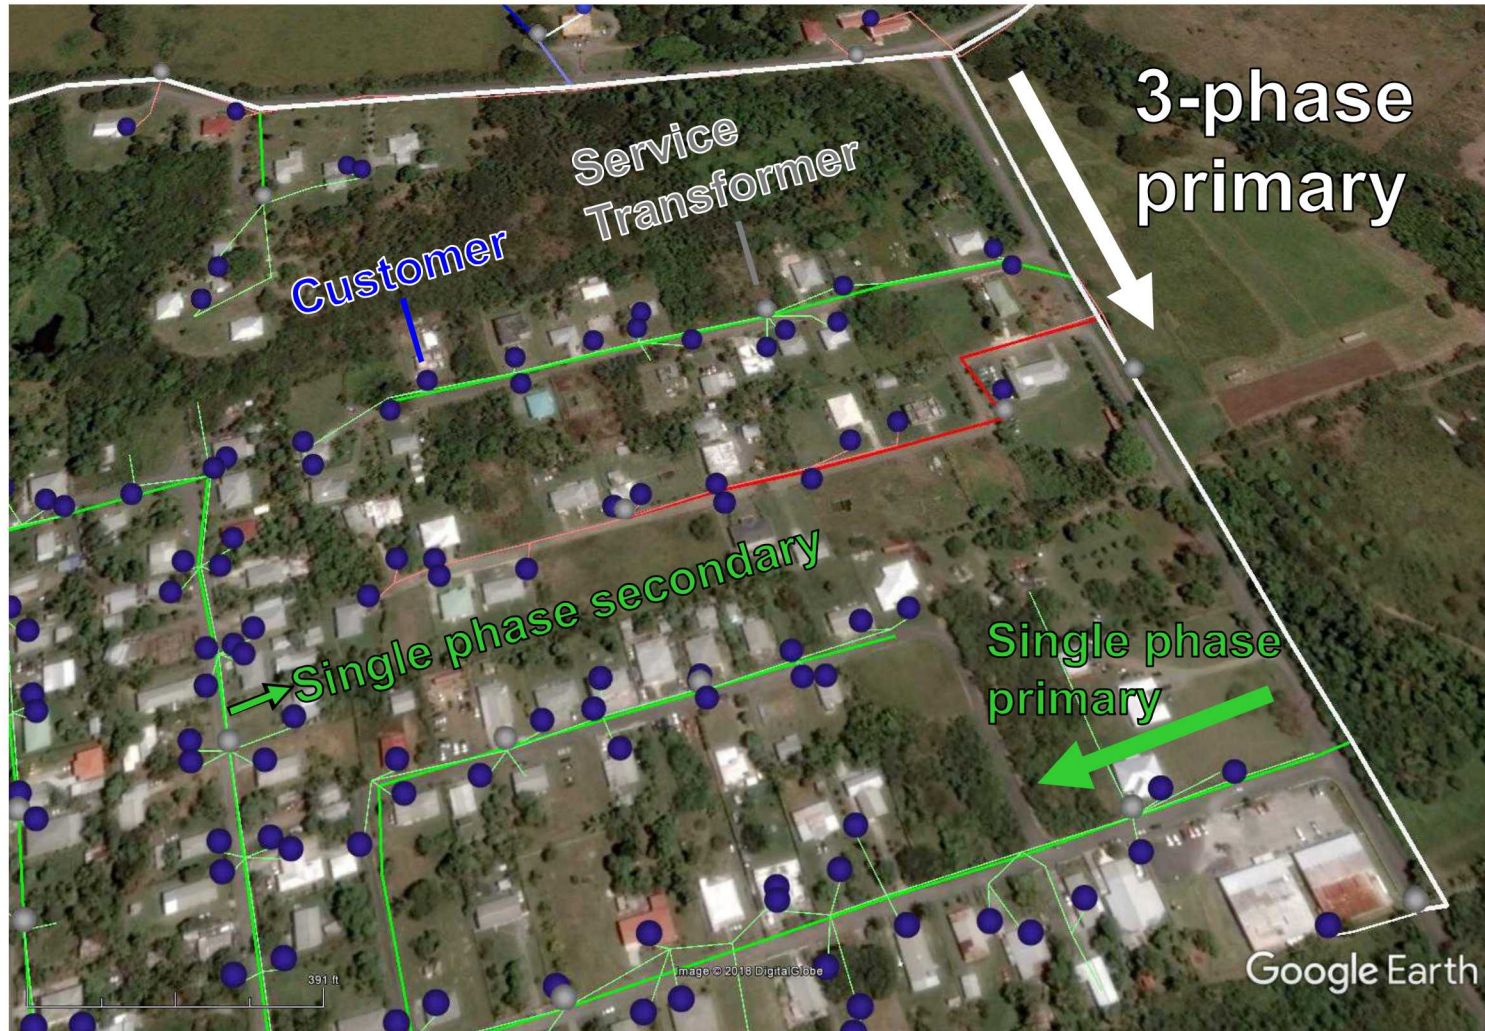 3-phase
primary
Service
Transformer
Customer
Single phase secondary
Single phase
primary
Image © 2018 DigitalGlobe
391 ft
Google Earth